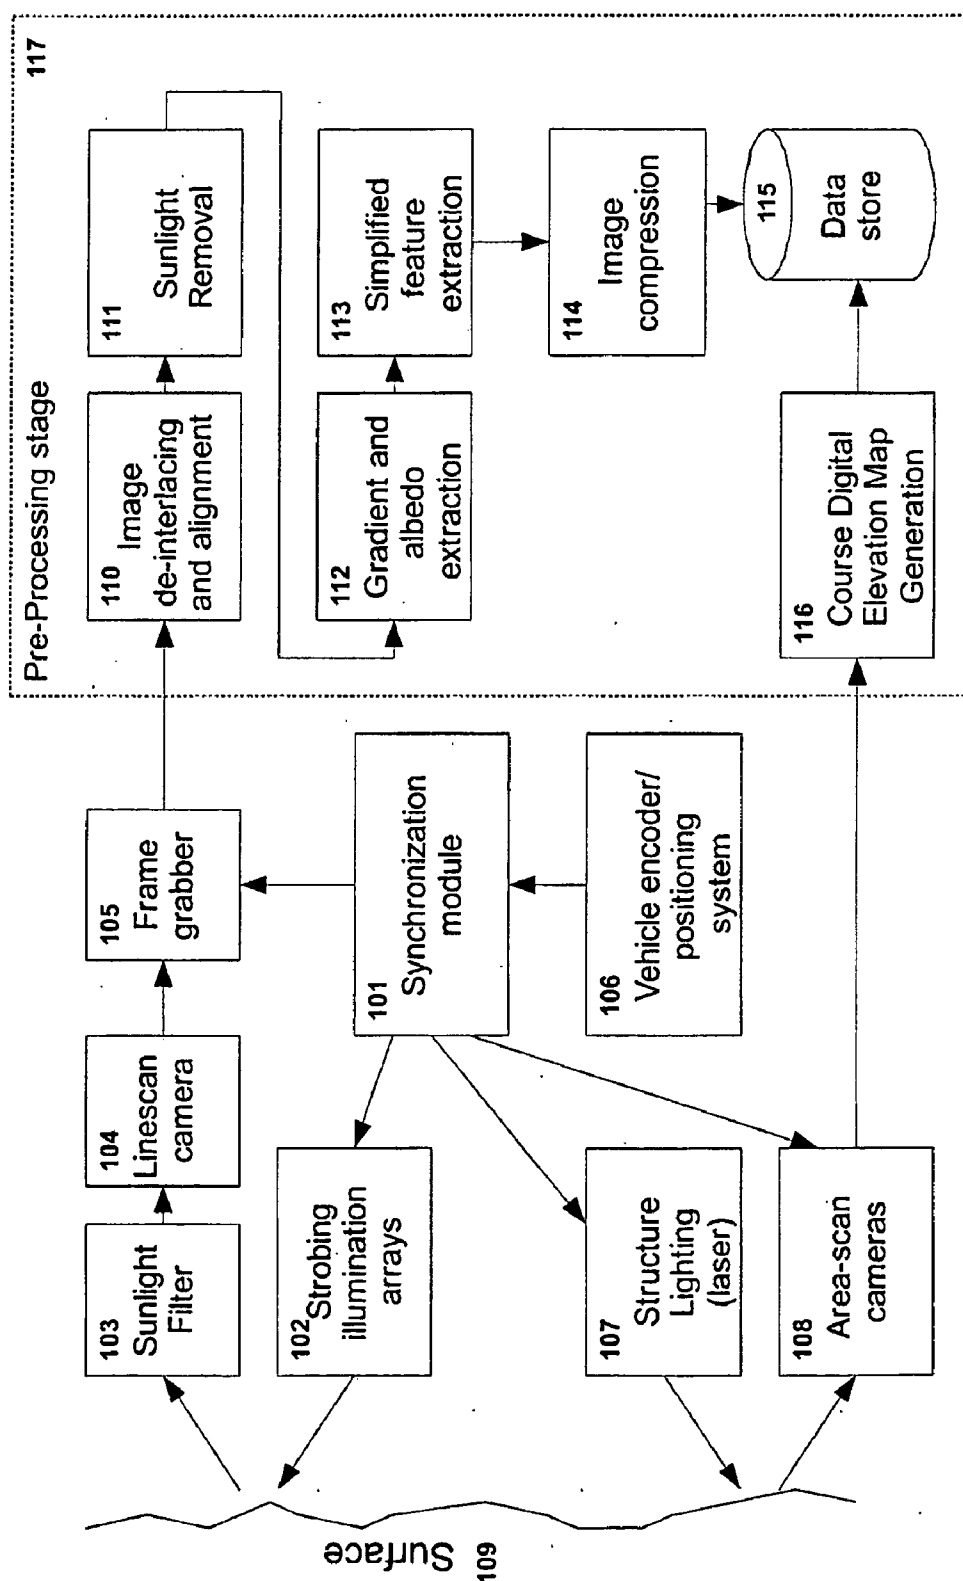 117
Pre-Processing stage
103
Sunlight
Filter
104
Linescan
camera
105
Frame
grabber
110
Image
de-interlacing
and alignment
111
Sunlight
Removal
102
Strobing
illumination
arrays
101
Synchronization
module
112
Gradient and
albedo
extraction
113
Simplified
feature
extraction
107
Structure
Lighting
(laser)
106
Vehicle encoder/
positioning
system
114
Image
compression
108
Area-scan
cameras
116
Course Digital
Elevation Map
Generation
115
Data
store
Surface
109